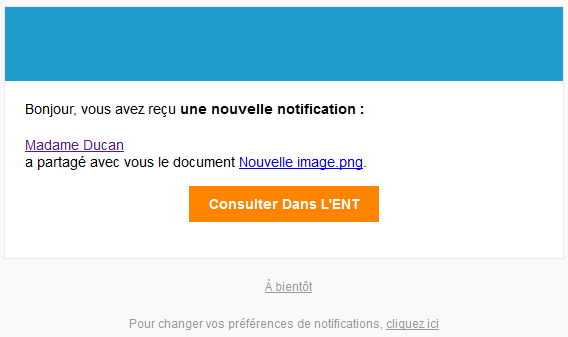 Bonjour, vous avez reçu une nouvelle notification :
Madame Ducan
a partagé avec vous le document Nouvelle image.png.
Consulter Dans L'ENT
À bientôt
Pour changer vos préférences de notifications, cliquez ici